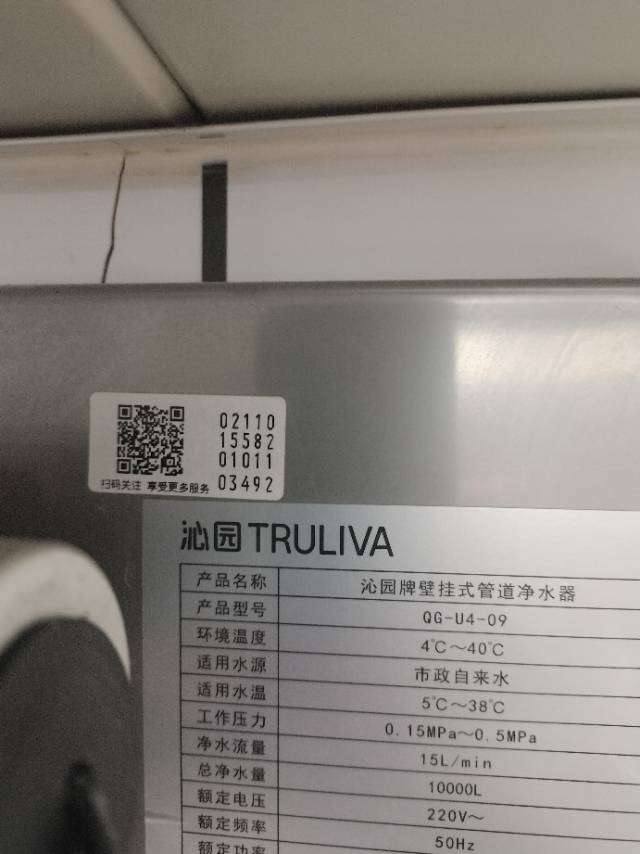 02110
15582
01011
03492
扫码关注 享受更多服务
沁园TRULIVA
产品名称 沁园牌壁挂式管道净水器
产品型号 QG-U4-09
环境温度 4℃～40℃
适用水源 市政自来水
适用水温 5℃～38℃
工作压力 0.15MPa～0.5MPa
净水流量 15L/min
总净水量 10000L
额定电压 220V～
额定频率 50Hz
额定功率